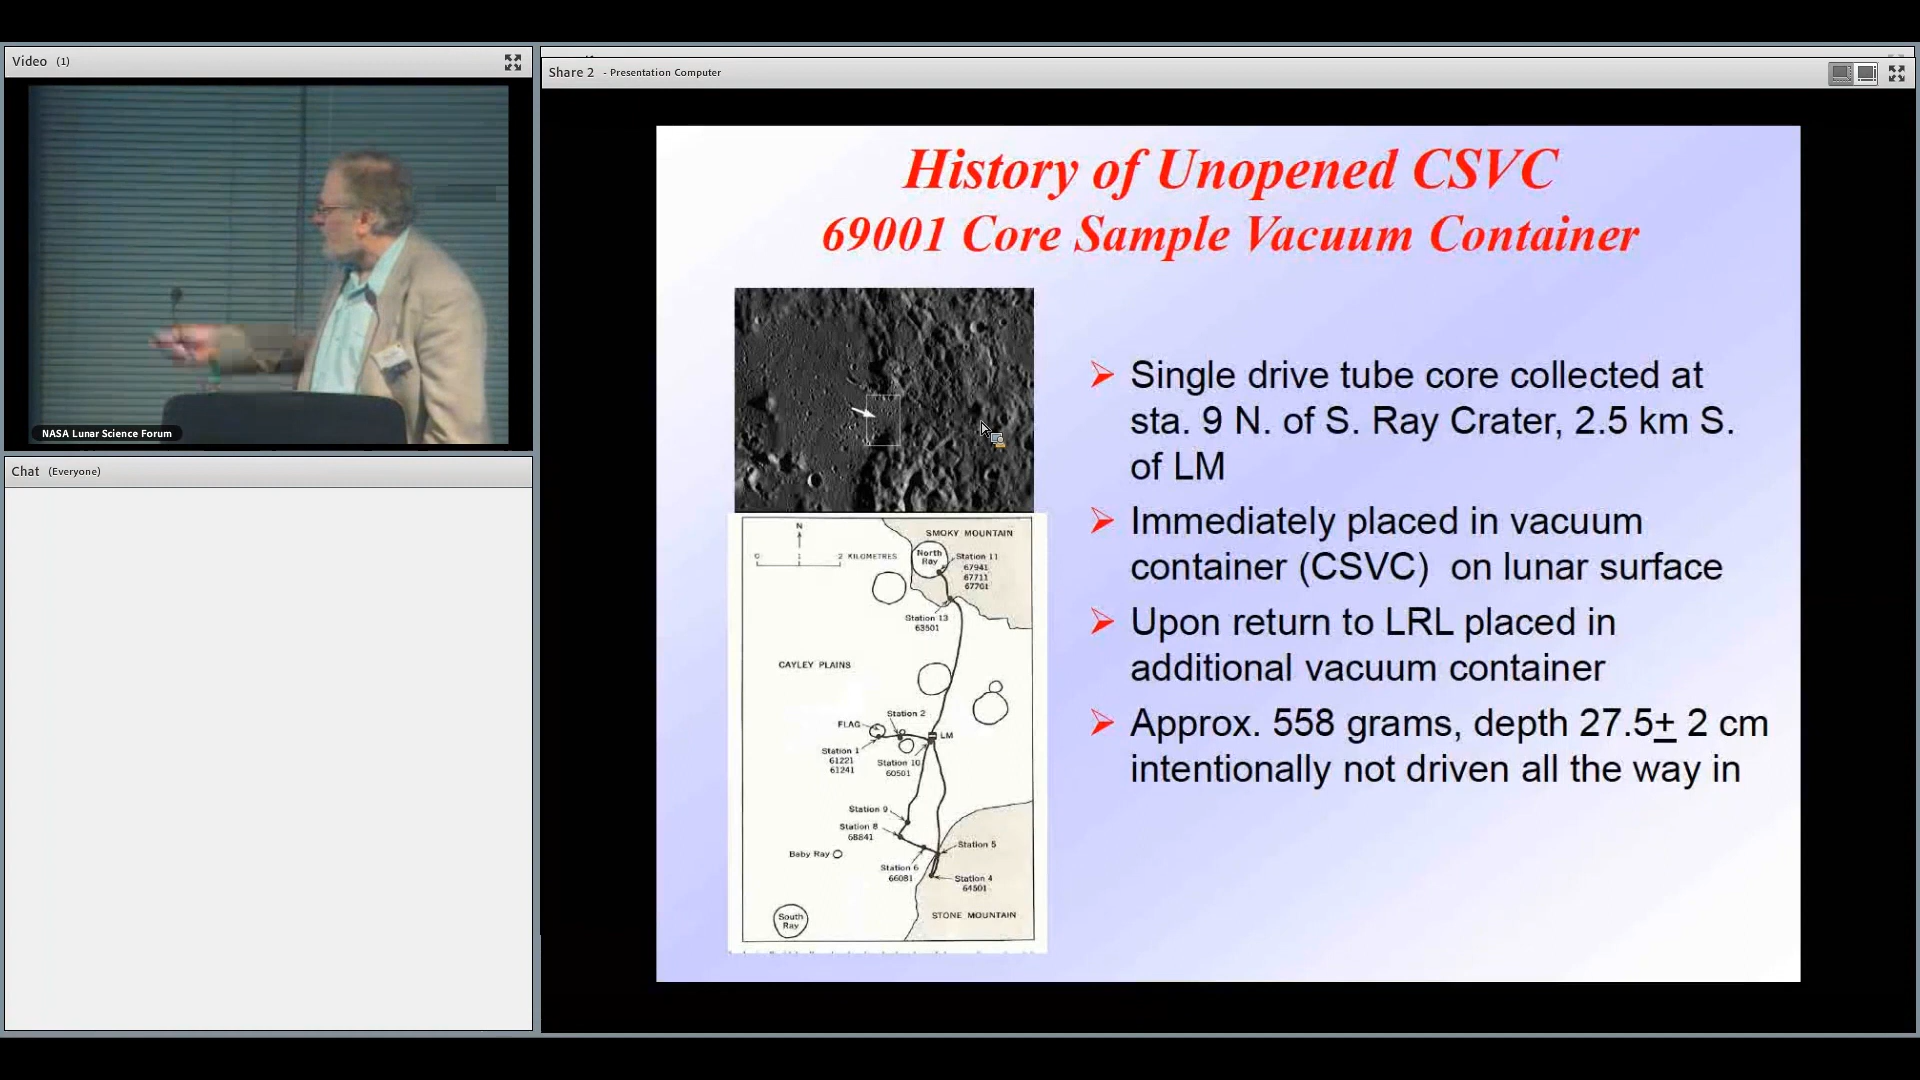 Video (1)
NASA Lunar Science Forum
Chat (Everyone)
Share 2 - Presentation Computer
History of Unopened CSVC
69001 Core Sample Vacuum Container
N
0 1 2 KILOMETRES
SMOKY MOUNTAIN
North
Ray
Station 11
67941
67711
67701
Station 13
63501
CAYLEY PLAINS
FLAG
Station 2
LM
Station 1
61221
61241
Station 10
60501
Station 9
Station 8
68841
Baby Ray
Station 5
Station 6
66081
Station 4
64501
STONE MOUNTAIN
South
Ray
Single drive tube core collected at
sta. 9 N. of S. Ray Crater, 2.5 km S.
of LM
Immediately placed in vacuum
container (CSVC) on lunar surface
Upon return to LRL placed in
additional vacuum container
Approx. 558 grams, depth 27.5± 2 cm
intentionally not driven all the way in